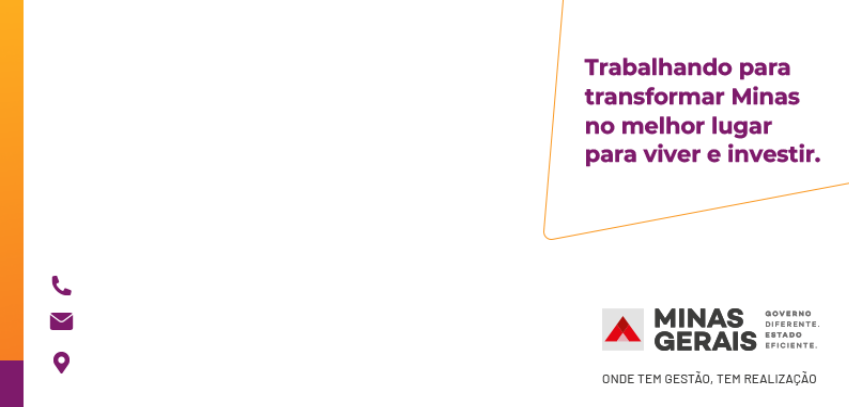 Trabalhando para
transformar Minas
no melhor lugar
para viver e investir.
MINAS
GERAIS
GOVERNO
DIFERENTE.
ESTADO
EFICIENTE.
ONDE TEM GESTÃO, TEM REALIZAÇÃO